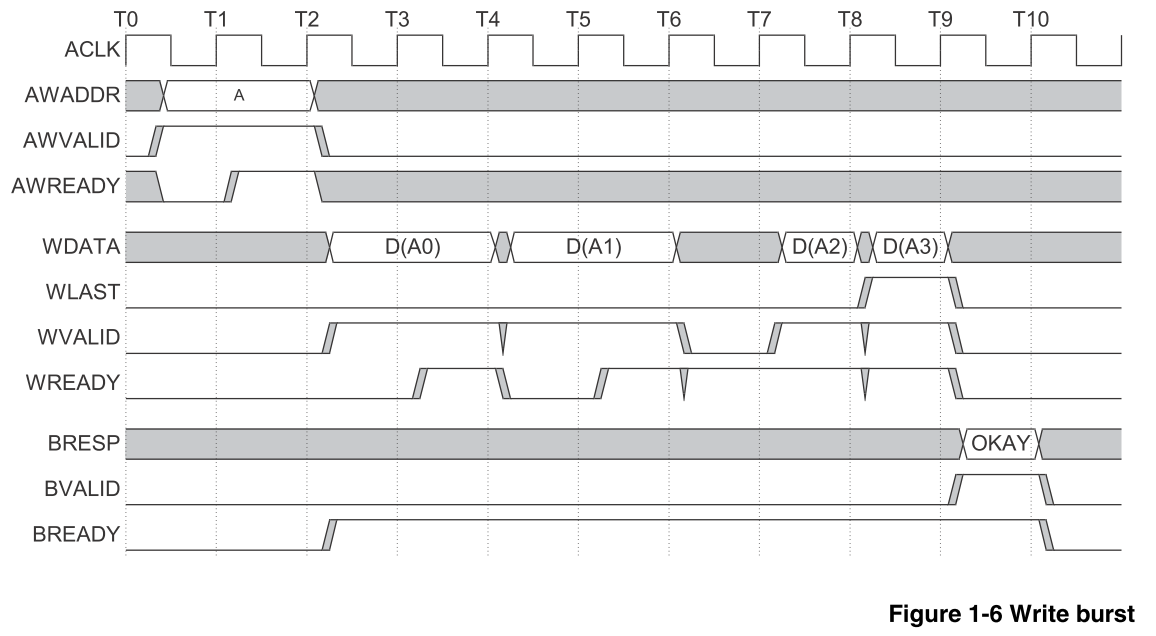 T0 T1 T2 T3 T4 T5 T6 T7 T8 T9 T10
ACLK
AWADDR A
AWVALID
AWREADY
WDATA D(A0) D(A1) D(A2) D(A3)
WLAST
WVALID
WREADY
BRESP OKAY
BVALID
BREADY
Figure 1-6 Write burst